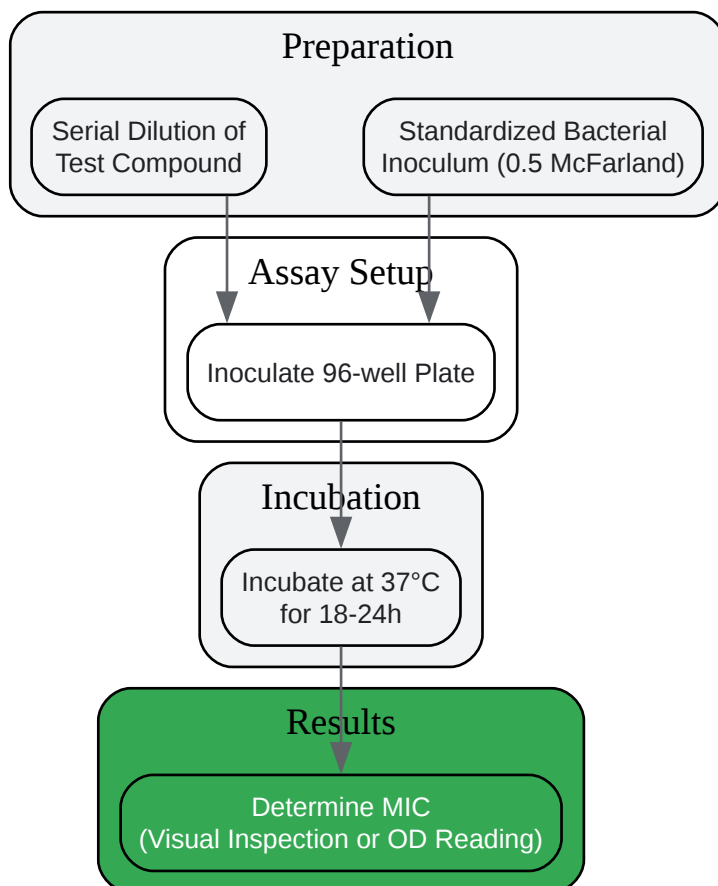 Preparation
Serial Dilution of
Test Compound
Standardized Bacterial
Inoculum (0.5 McFarland)
Assay Setup
Inoculate 96-well Plate
Incubation
Incubate at 37°C
for 18-24h
Results
Determine MIC
(Visual Inspection or OD Reading)